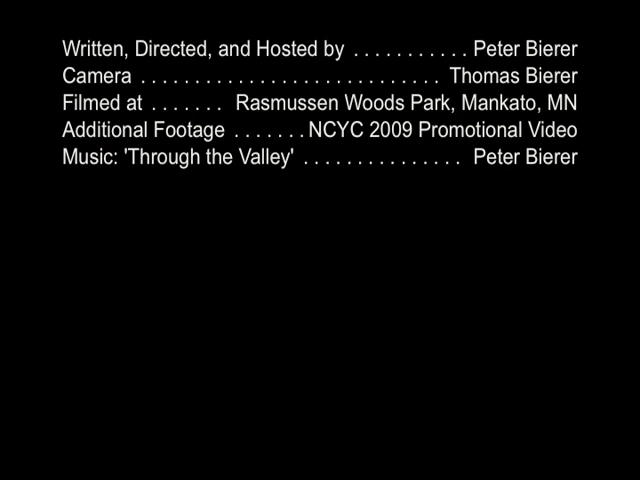 Written, Directed, and Hosted by . . . . . . . . . . . Peter Bierer
Camera . . . . . . . . . . . . . . . . . . . . . . . . . . . . Thomas Bierer
Filmed at . . . . . . . Rasmussen Woods Park, Mankato, MN
Additional Footage . . . . . . . NCYC 2009 Promotional Video
Music: 'Through the Valley' . . . . . . . . . . . . . . . Peter Bierer